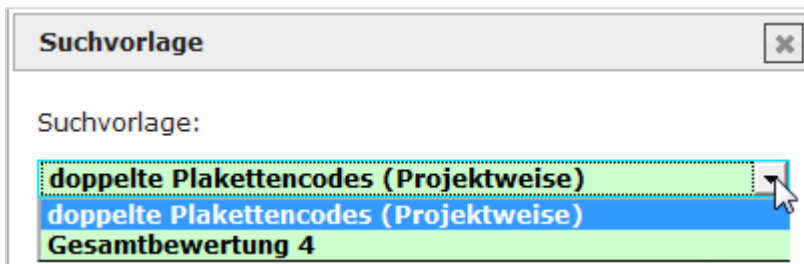 Suchvorlage
Suchvorlage:
doppelte Plakettencodes (Projektweise)
doppelte Plakettencodes (Projektweise)
Gesamtbewertung 4